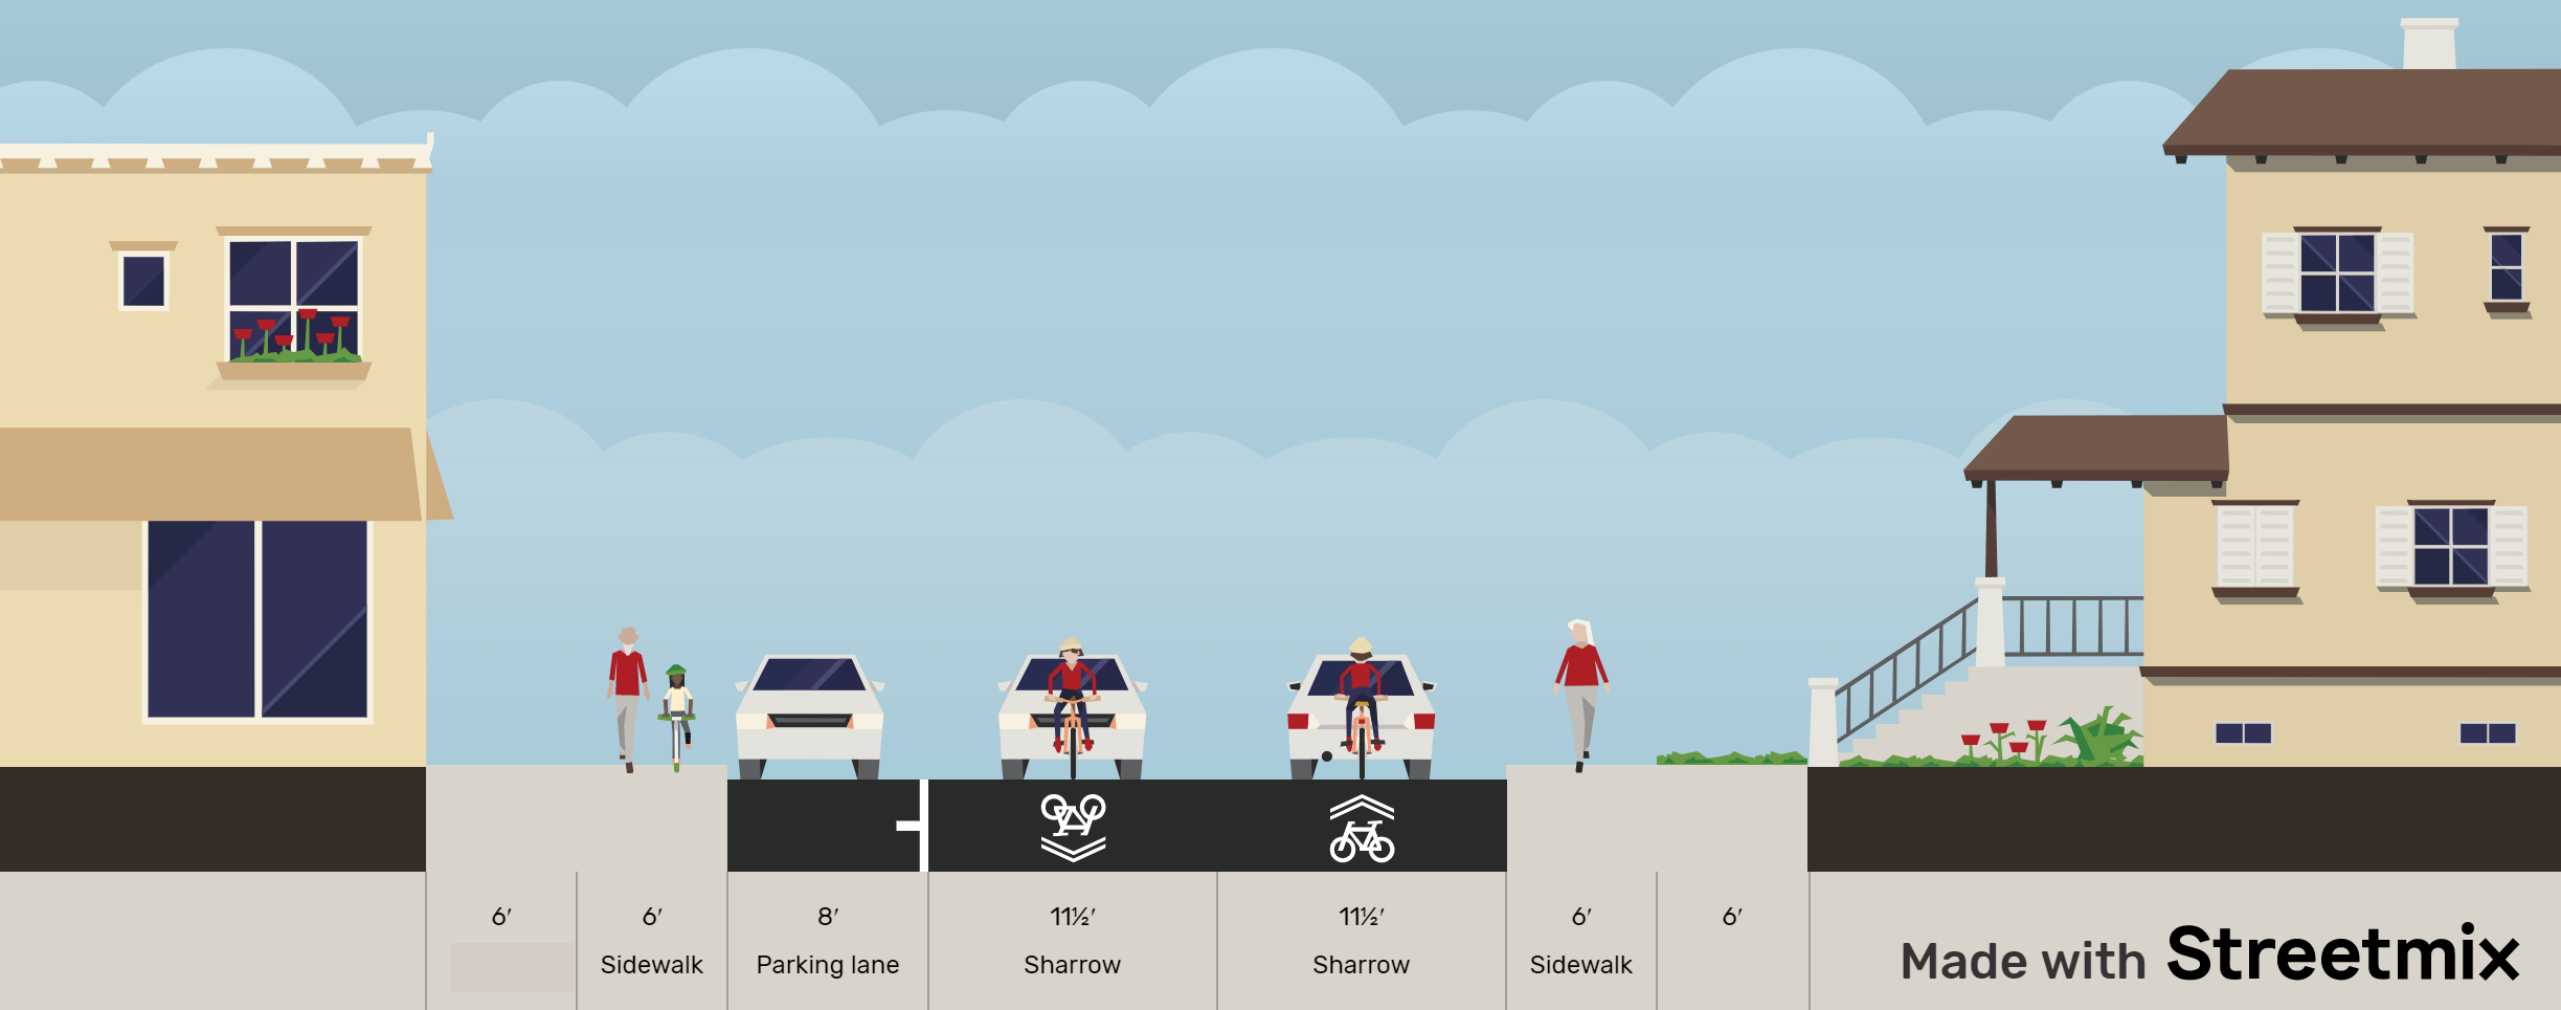 6′ 6′ 8′ 11½′ 11½′ 6′ 6′
Sidewalk Parking lane Sharrow Sharrow Sidewalk
Made with Streetmix